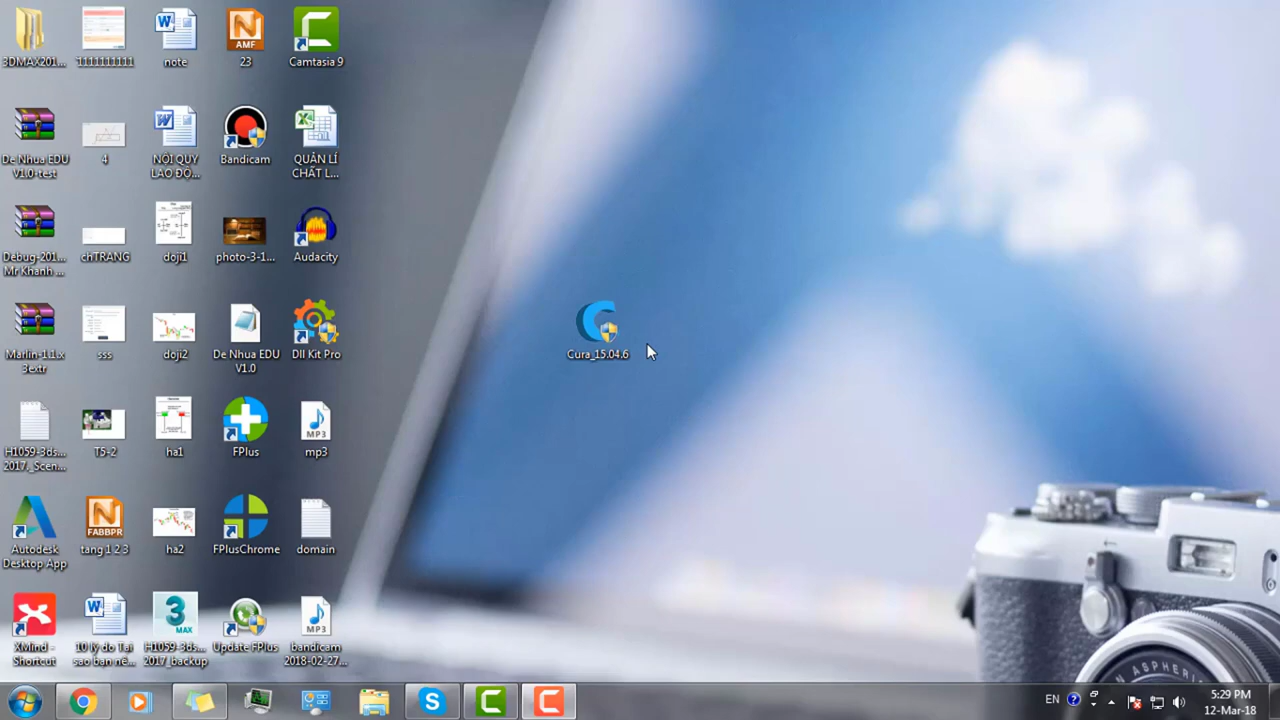 3DMAX201...
1111111111
note
23
Camtasia 9
De Nhua EDU
V1.0-test
4
NỘI QUY
LAO ĐỘ...
Bandicam
QUẢN LÍ
CHẤT L...
Debug-201...
Mr Khanh ...
chTRANG
doji1
photo-3-1...
Audacity
Marlin-1.1.x
3extr
sss
doji2
De Nhua EDU
V1.0
Dll Kit Pro
Cura_15.04.6
H1059-3ds...
2017._Scen...
T5-2
ha1
FPlus
MP3
mp3
Autodesk
Desktop App
FABBPR
tang 1 2 3
ha2
FPlusChrome
domain
XMind -
Shortcut
10 lý do Tại
sao bạn nê...
3
MAX
H1059-3ds...
2017_backup
Update FPlus
MP3
bandicam
2018-02-27...
AMF
ASPHERIC
EN
5:29 PM
12-Mar-18